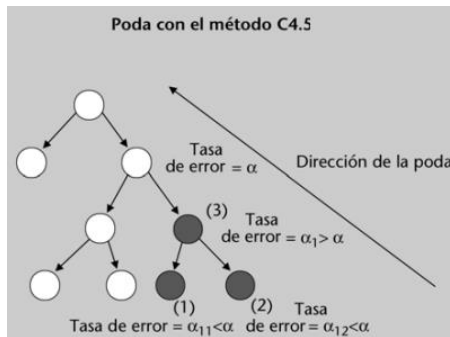 Poda con el método C4.5
Tasa
de error = α
Dirección de la poda
(3)
Tasa
de error = α₁> α
(1)
(2)
Tasa
Tasa de error = α₁₁<α
de error = α₁₂<α